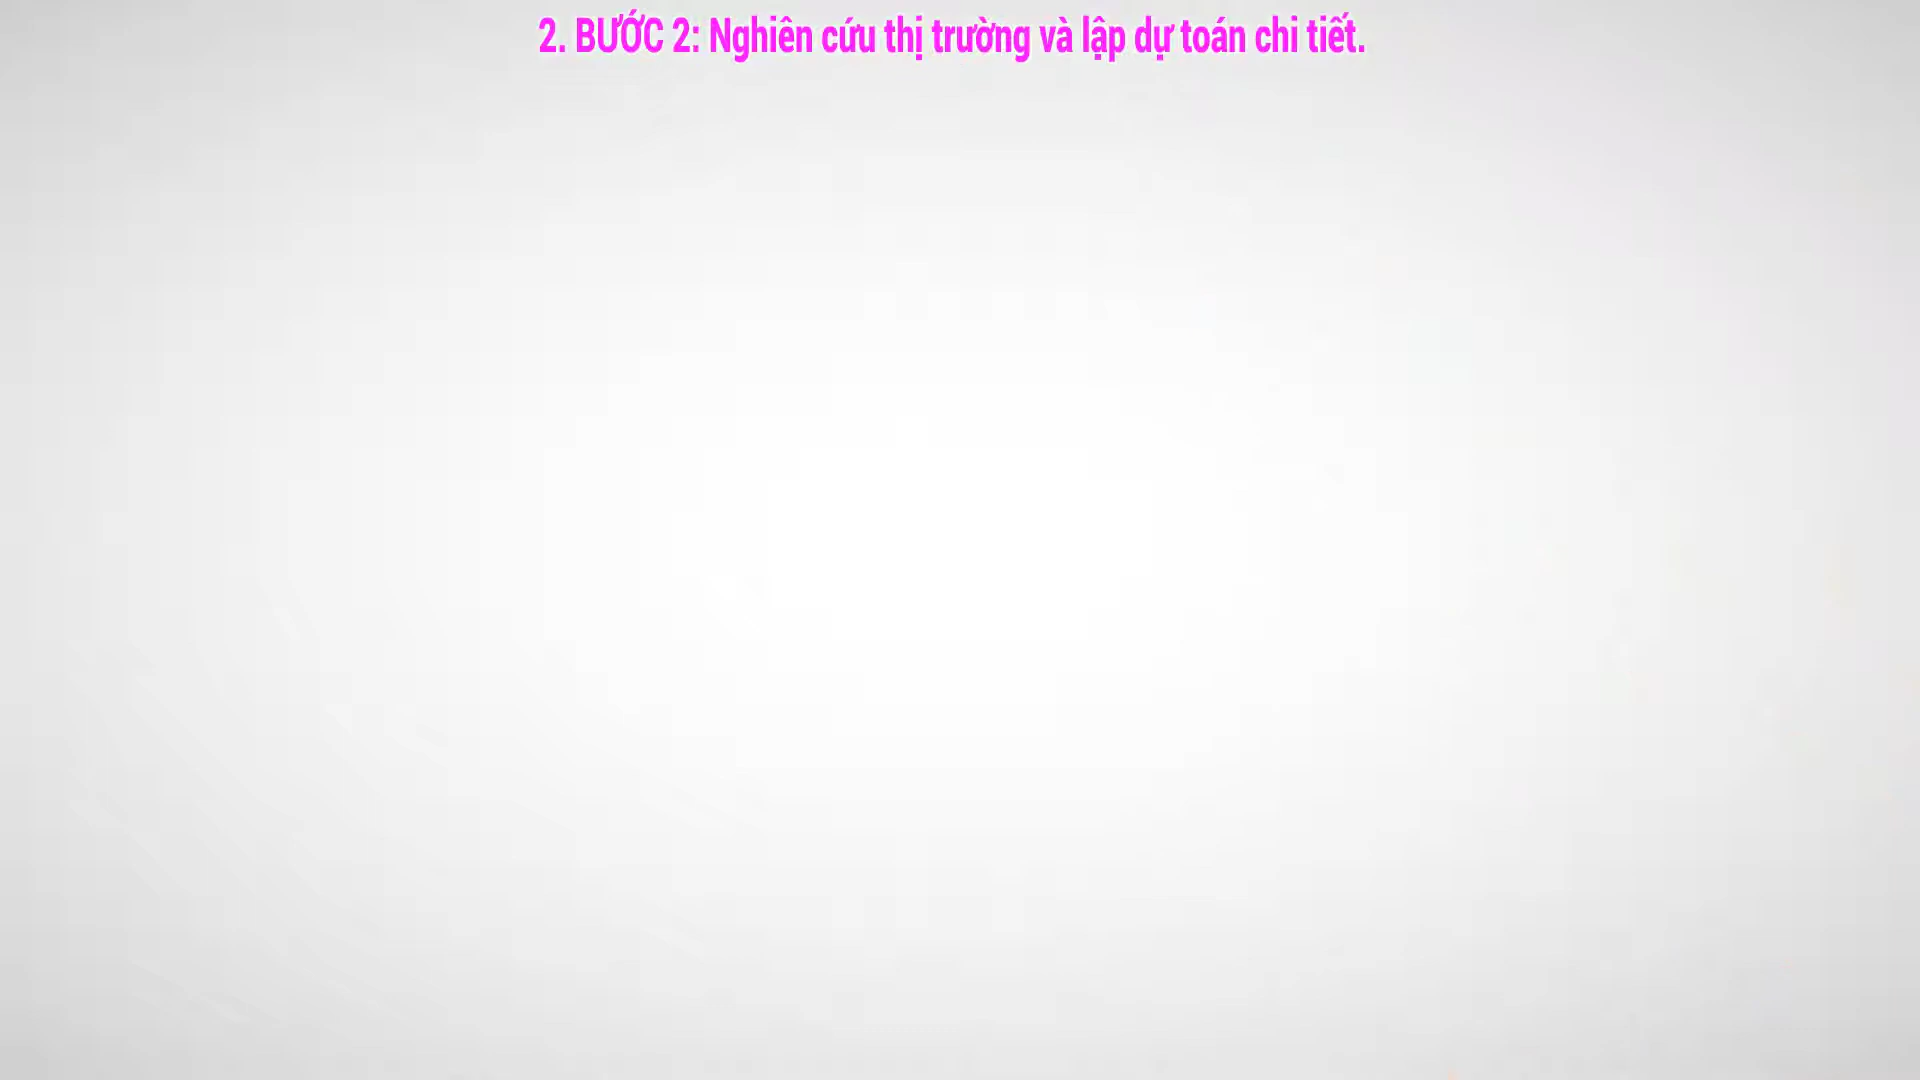 2. BƯỚC 2: Nghiên cứu thị trường và lập dự toán chi tiết.